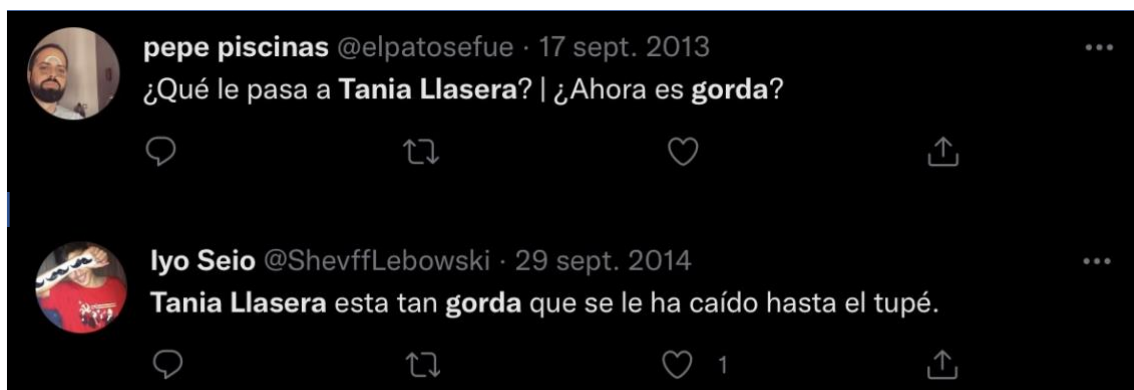 pepe piscinas @elpatosefue · 17 sept. 2013
¿Qué le pasa a Tania Llasera? | ¿Ahora es gorda?
Iyo Seio @ShevffLebowski · 29 sept. 2014
Tania Llasera esta tan gorda que se le ha caído hasta el tupé.
1